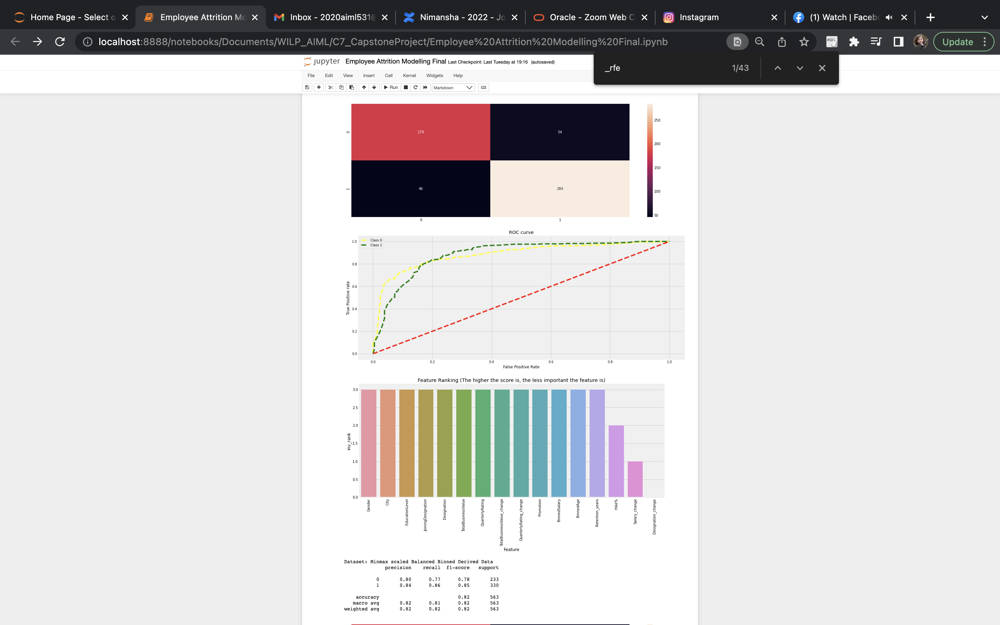 Home Page - Select o
Employee Attrition Mo
Inbox - 2020aiml531@
Nimansha - 2022 - Jo
Oracle - Zoom Web C
Instagram
(1) Watch | Facebo
localhost:8888/notebooks/Documents/WILP_AIML/C7_CapstoneProject/Employee%20Attrition%20Modelling%20Final.ipynb
Update
_rfe 1/43
jupyter Employee Attrition Modelling Final Last Checkpoint: Last Tuesday at 19:16 (autosaved)
File Edit View Insert Cell Kernel Widgets Help
Run Markdown
0
179 54
1
46 284
0 1
250
200
150
100
50
ROC curve
Class 0
Class 1
True Positive rate
1.0
0.8
0.6
0.4
0.2
0.0
0.0 0.2 0.4 0.6 0.8 1.0
False Positive Rate
Feature Ranking (The higher the score is, the less important the feature is)
inv_rank
3.0
2.5
2.0
1.5
1.0
0.5
0.0
Gender
City
EducationLevel
JoiningDesignation
Designation
TotalBusinessValue
QuarterlyRating
TotalBusinessValue_change
QuarterlyRating_change
Promotion
BinnedSalary
BinnedAge
Retention_years
Hike%
Salary_change
Designation_change
Feature
Dataset: Minmax scaled Balanced Binned Derived Data
precision recall f1-score support
0 0.80 0.77 0.78 233
1 0.84 0.86 0.85 330
accuracy 0.82 563
macro avg 0.82 0.81 0.82 563
weighted avg 0.82 0.82 0.82 563